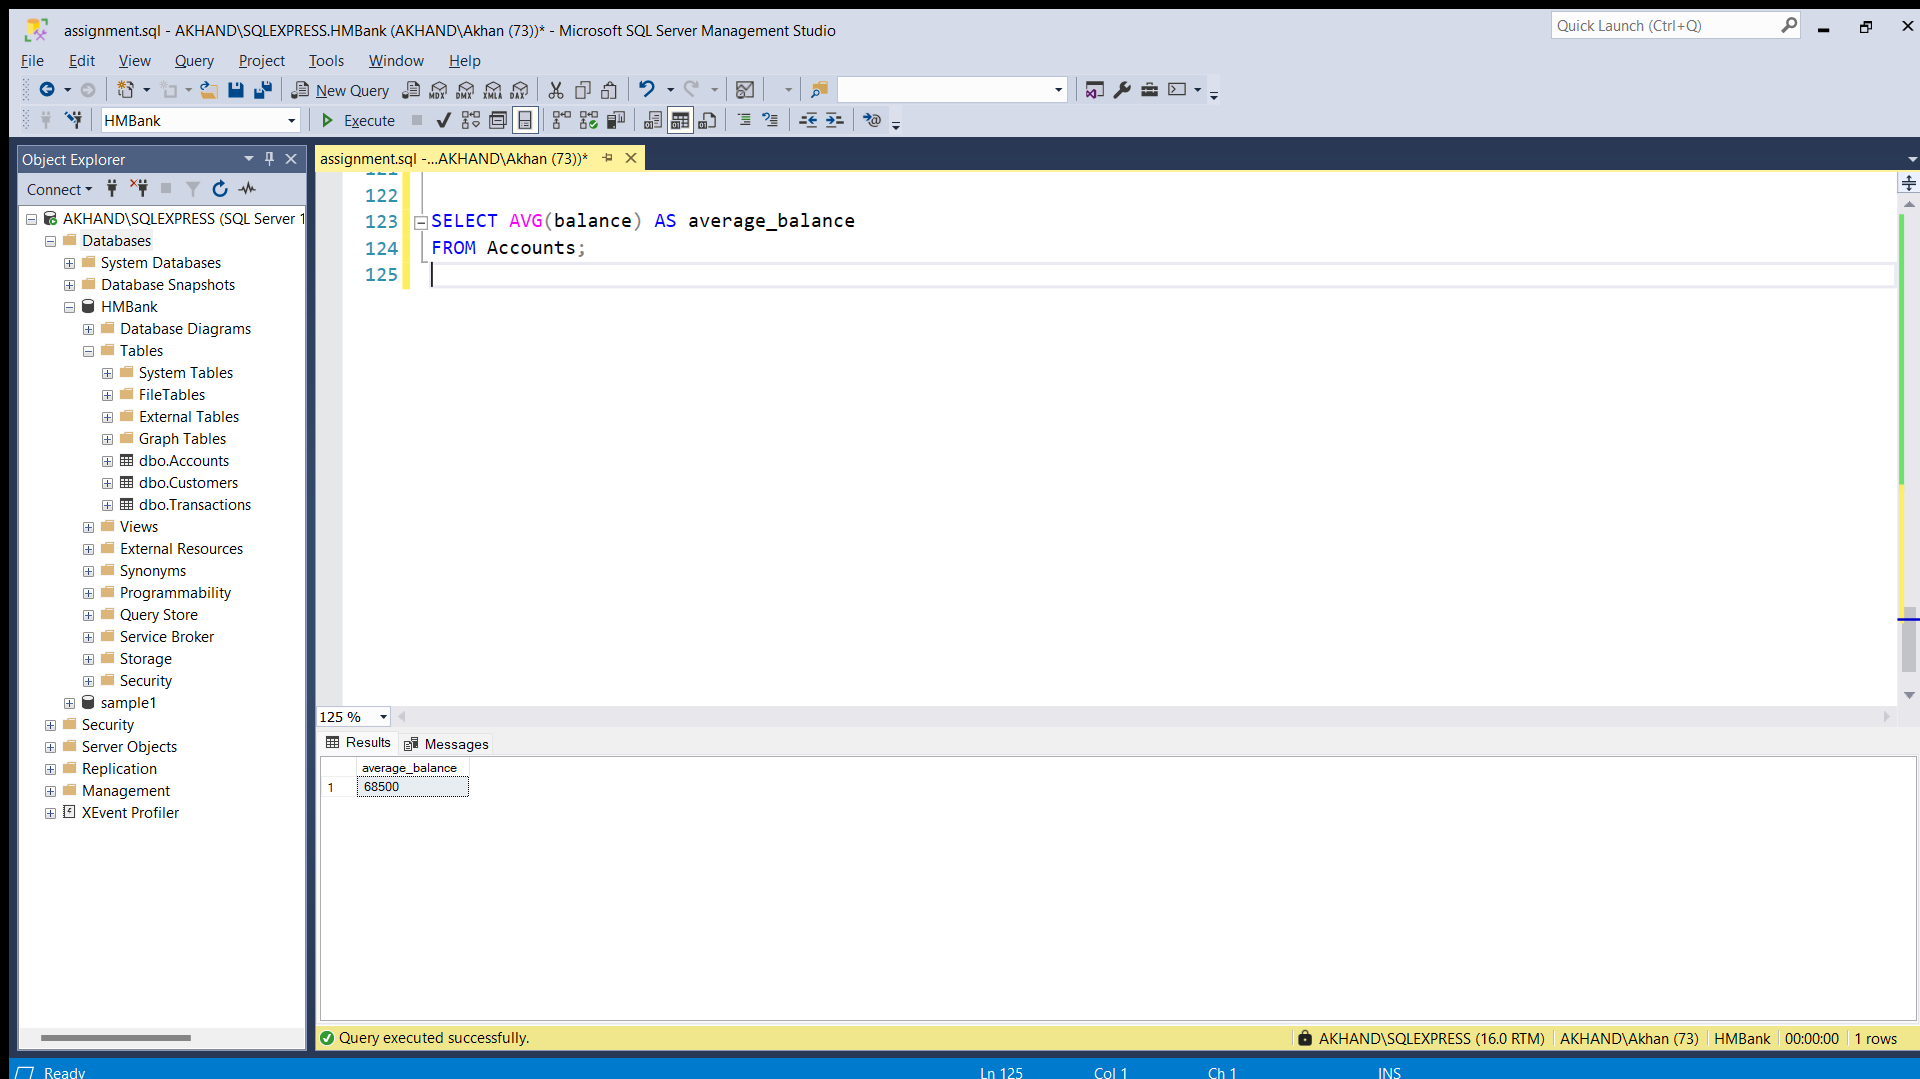 assignment.sql - AKHAND\SQLEXPRESS.HMBank (AKHAND\Akhan (73))* - Microsoft SQL Server Management Studio
Quick Launch (Ctrl+Q)
File Edit View Query Project Tools Window Help
New Query MDX DMX XMLA DAX
HMBank Execute
Object Explorer
assignment.sql -...AKHAND\Akhan (73))*
Connect
AKHAND\SQLEXPRESS (SQL Server 1
Databases
System Databases
Database Snapshots
HMBank
Database Diagrams
Tables
System Tables
FileTables
External Tables
Graph Tables
dbo.Accounts
dbo.Customers
dbo.Transactions
Views
External Resources
Synonyms
Programmability
Query Store
Service Broker
Storage
Security
sample1
Security
Server Objects
Replication
Management
XEvent Profiler
121
122
123 SELECT AVG(balance) AS average_balance
124 FROM Accounts;
125
125 %
Results Messages
average_balance
1 68500
Query executed successfully.
AKHAND\SQLEXPRESS (16.0 RTM) AKHAND\Akhan (73) HMBank 00:00:00 1 rows
Ready Ln 125 Col 1 Ch 1 INS